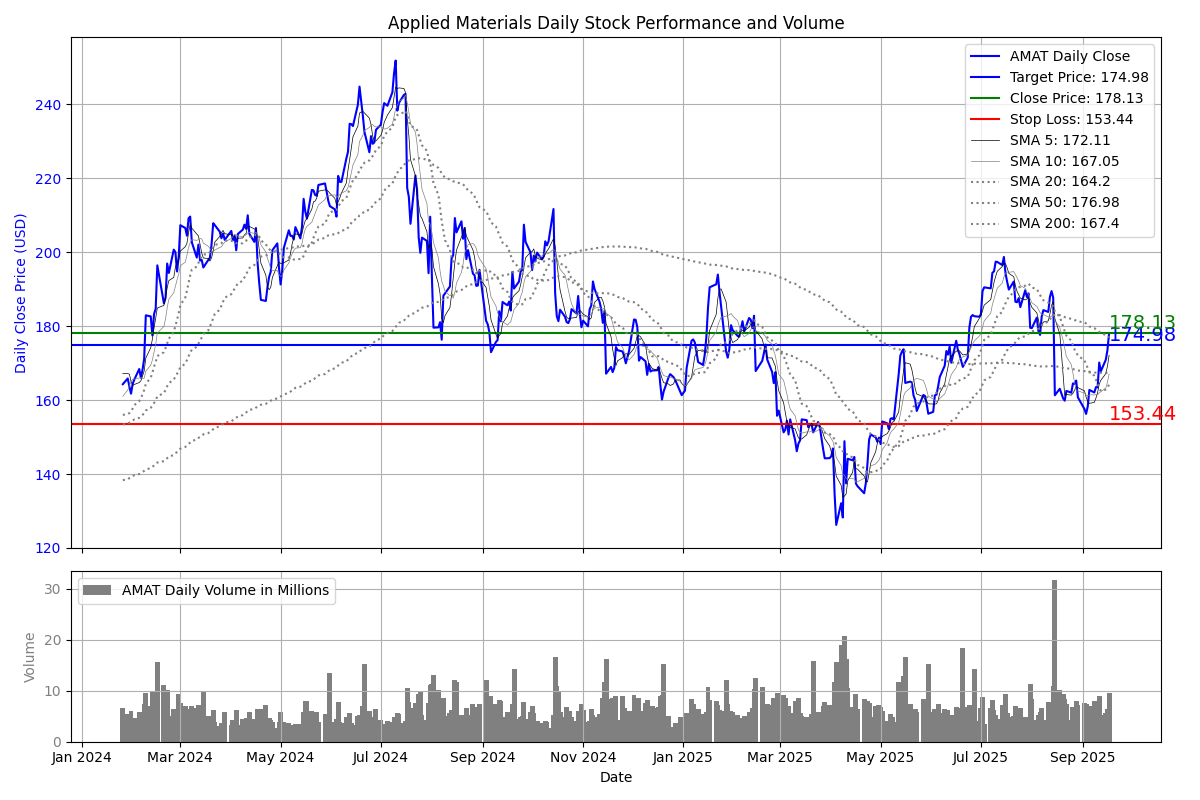 Applied Materials Daily Stock Performance and Volume
AMAT Daily Close
Target Price: 174.98
Close Price: 178.13
Stop Loss: 153.44
SMA 5: 172.11
SMA 10: 167.05
SMA 20: 164.2
SMA 50: 176.98
SMA 200: 167.4
Daily Close Price (USD)
240
220
200
180
160
140
120
178.13
174.98
153.44
AMAT Daily Volume in Millions
Volume
30
20
10
0
Jan 2024
Mar 2024
May 2024
Jul 2024
Sep 2024
Nov 2024
Jan 2025
Mar 2025
May 2025
Jul 2025
Sep 2025
Date